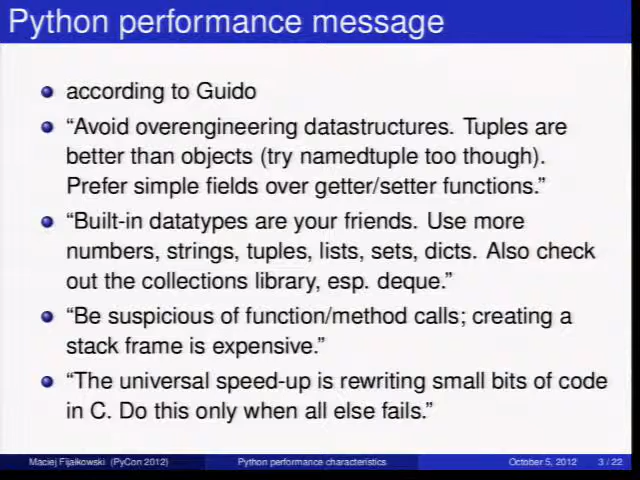 Python performance message
according to Guido
“Avoid overengineering datastructures. Tuples are
better than objects (try namedtuple too though).
Prefer simple fields over getter/setter functions.”
“Built-in datatypes are your friends. Use more
numbers, strings, tuples, lists, sets, dicts. Also check
out the collections library, esp. deque.”
“Be suspicious of function/method calls; creating a
stack frame is expensive.”
“The universal speed-up is rewriting small bits of code
in C. Do this only when all else fails.”
Maciej Fijałkowski (PyCon 2012) Python performance characteristics October 5, 2012 3 / 22